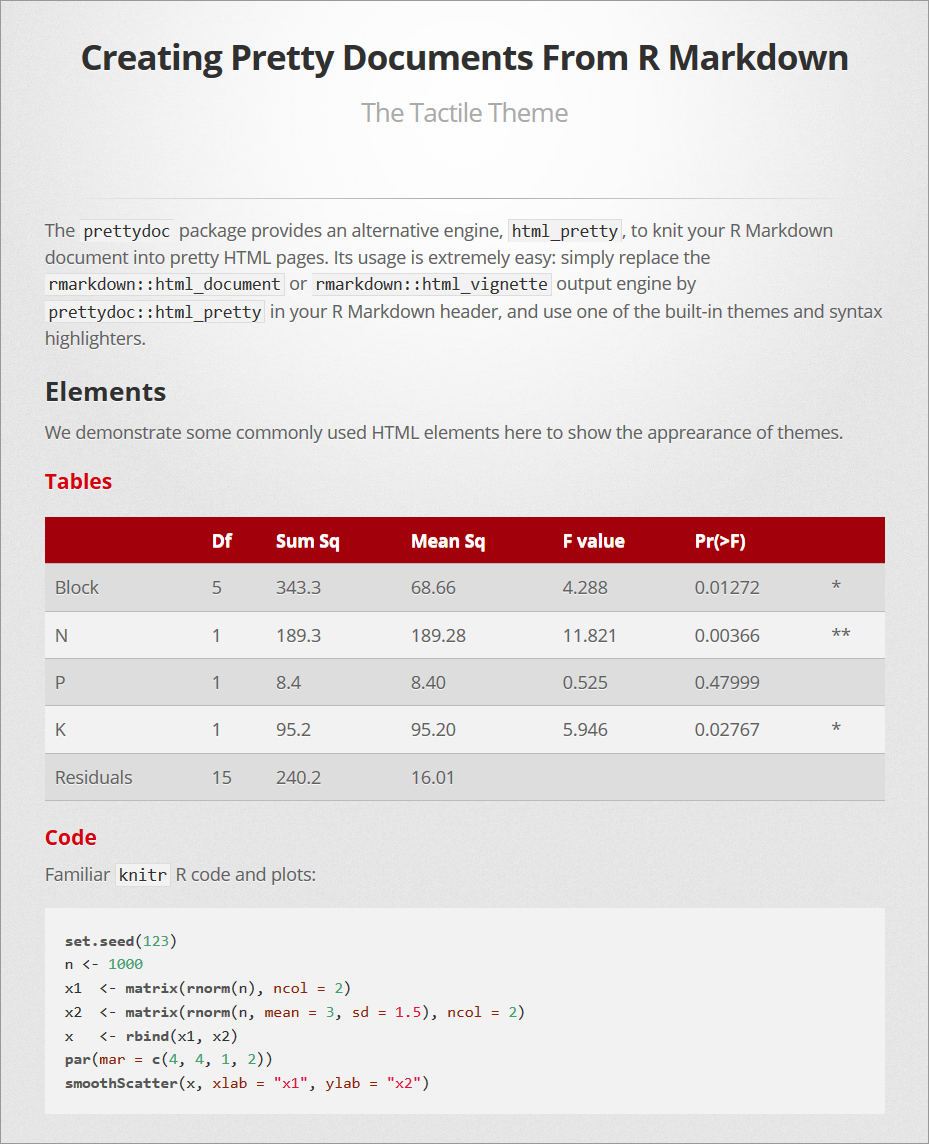 Creating Pretty Documents From R Markdown
The Tactile Theme
The prettydoc package provides an alternative engine, html_pretty, to knit your R Markdown
document into pretty HTML pages. Its usage is extremely easy: simply replace the
rmarkdown::html_document or rmarkdown::html_vignette output engine by
prettydoc::html_pretty in your R Markdown header, and use one of the built-in themes and syntax
highlighters.
Elements
We demonstrate some commonly used HTML elements here to show the apprearance of themes.
Tables
Df Sum Sq Mean Sq F value Pr(>F)
Block 5 343.3 68.66 4.288 0.01272 *
N 1 189.3 189.28 11.821 0.00366 **
P 1 8.4 8.40 0.525 0.47999
K 1 95.2 95.20 5.946 0.02767 *
Residuals 15 240.2 16.01
Code
Familiar knitr R code and plots:
set.seed(123)
n <- 1000
x1  <- matrix(rnorm(n), ncol = 2)
x2  <- matrix(rnorm(n, mean = 3, sd = 1.5), ncol = 2)
x   <- rbind(x1, x2)
par(mar = c(4, 4, 1, 2))
smoothScatter(x, xlab = "x1", ylab = "x2")